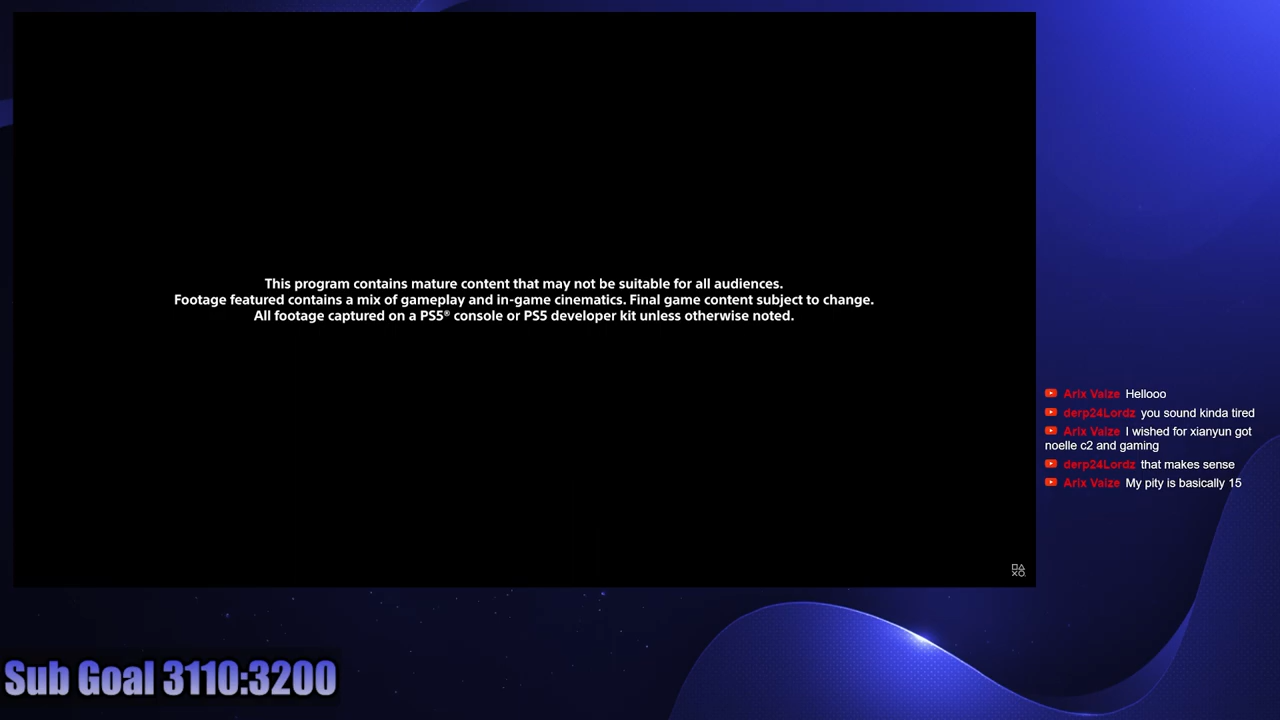 This program contains mature content that may not be suitable for all audiences.
Footage featured contains a mix of gameplay and in-game cinematics. Final game content subject to change.
All footage captured on a PS5® console or PS5 developer kit unless otherwise noted.
Arix Vaize Hellooo
derp24Lordz you sound kinda tired
Arix Vaize I wished for xianyun got
noelle c2 and gaming
derp24Lordz that makes sense
Arix Vaize My pity is basically 15
Sub Goal 3110:3200